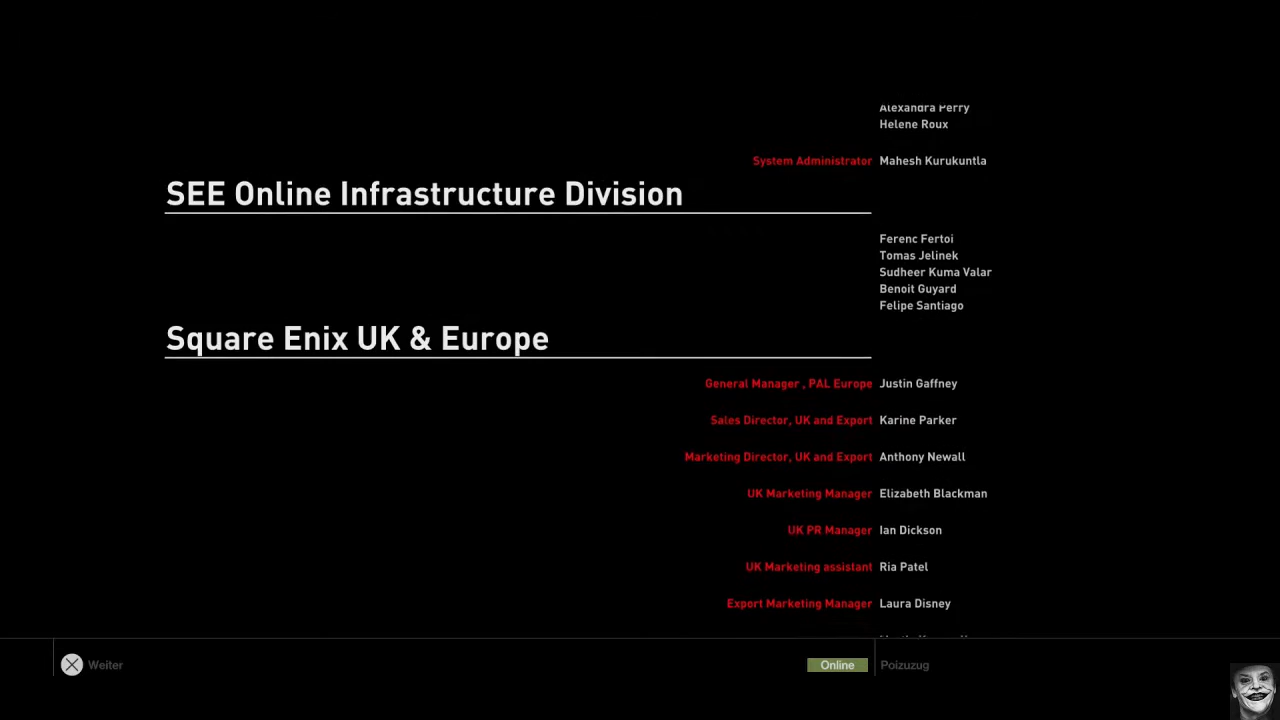 Alexandra Perry
Helene Roux
System Administrator Mahesh Kurukuntla
SEE Online Infrastructure Division
Ferenc Fertoi
Tomas Jelinek
Sudheer Kuma Valar
Benoit Guyard
Felipe Santiago
Square Enix UK & Europe
General Manager , PAL Europe Justin Gaffney
Sales Director, UK and Export Karine Parker
Marketing Director, UK and Export Anthony Newall
UK Marketing Manager Elizabeth Blackman
UK PR Manager Ian Dickson
UK Marketing assistant Ria Patel
Export Marketing Manager Laura Disney
Weiter Online Poizuzug